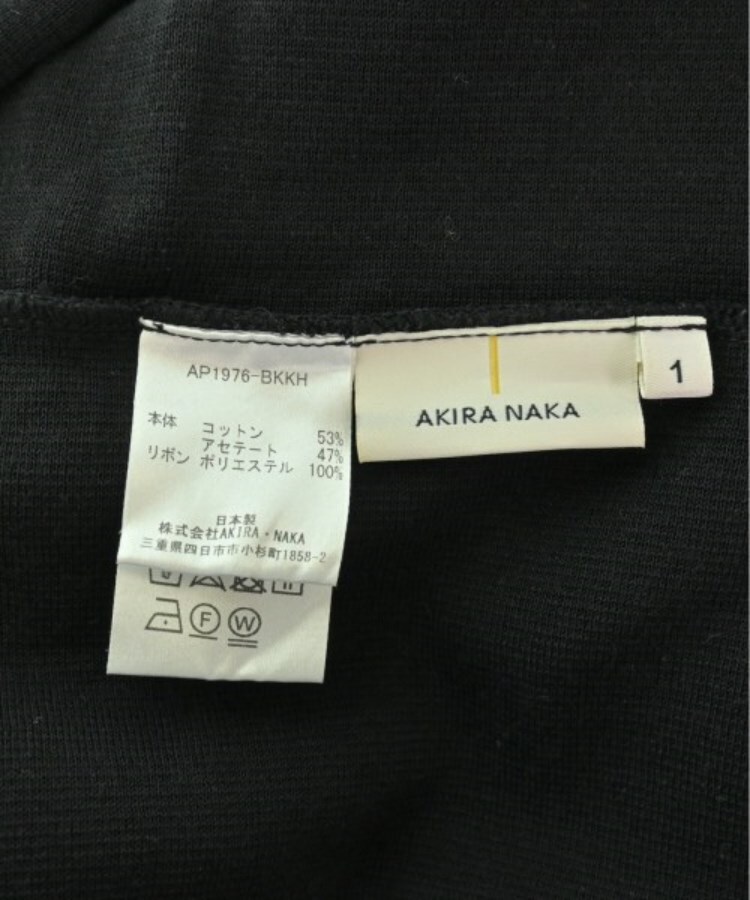 AP1976-BKKH
本体 コットン 53%
アセテート 47%
リボン ポリエステル 100%
日本製
株式会社AKIRA・NAKA
三重県四日市市小杉町1858-2
F W
AKIRA NAKA
1